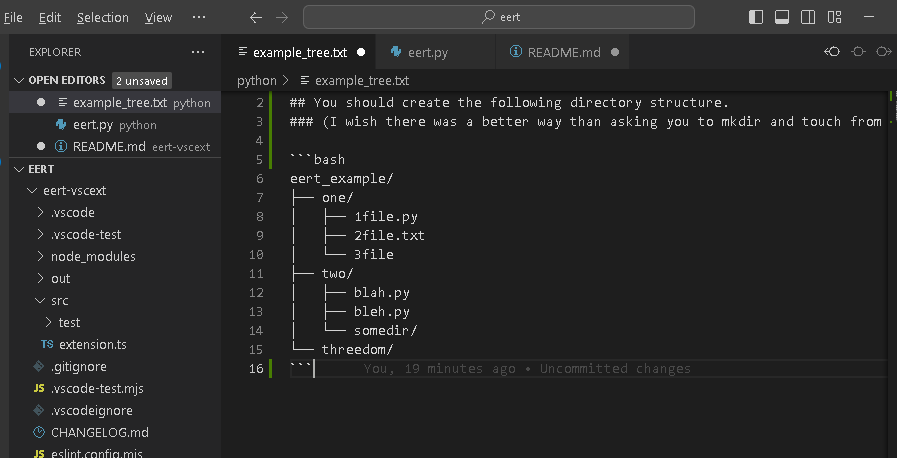 File Edit Selection View ··· ← → eert
EXPLORER ···
OPEN EDITORS 2 unsaved
example_tree.txt python
eert.py python
README.md eert-vscext
EERT
eert-vscext
.vscode
.vscode-test
node_modules
out
src
test
TS extension.ts
.gitignore
JS .vscode-test.mjs
.vscodeignore
CHANGELOG.md
JS eslint.config.mjs
example_tree.txt eert.py README.md
python > example_tree.txt
2 ## You should create the following directory structure.
3 ### (I wish there was a better way than asking you to mkdir and touch from
4
5 ```bash
6 eert_example/
7 ├── one/
8 │   ├── 1file.py
9 │   ├── 2file.txt
10 │   └── 3file
11 ├── two/
12 │   ├── blah.py
13 │   ├── bleh.py
14 │   └── somedir/
15 └── threedom/
16 ``` You, 19 minutes ago • Uncommitted changes